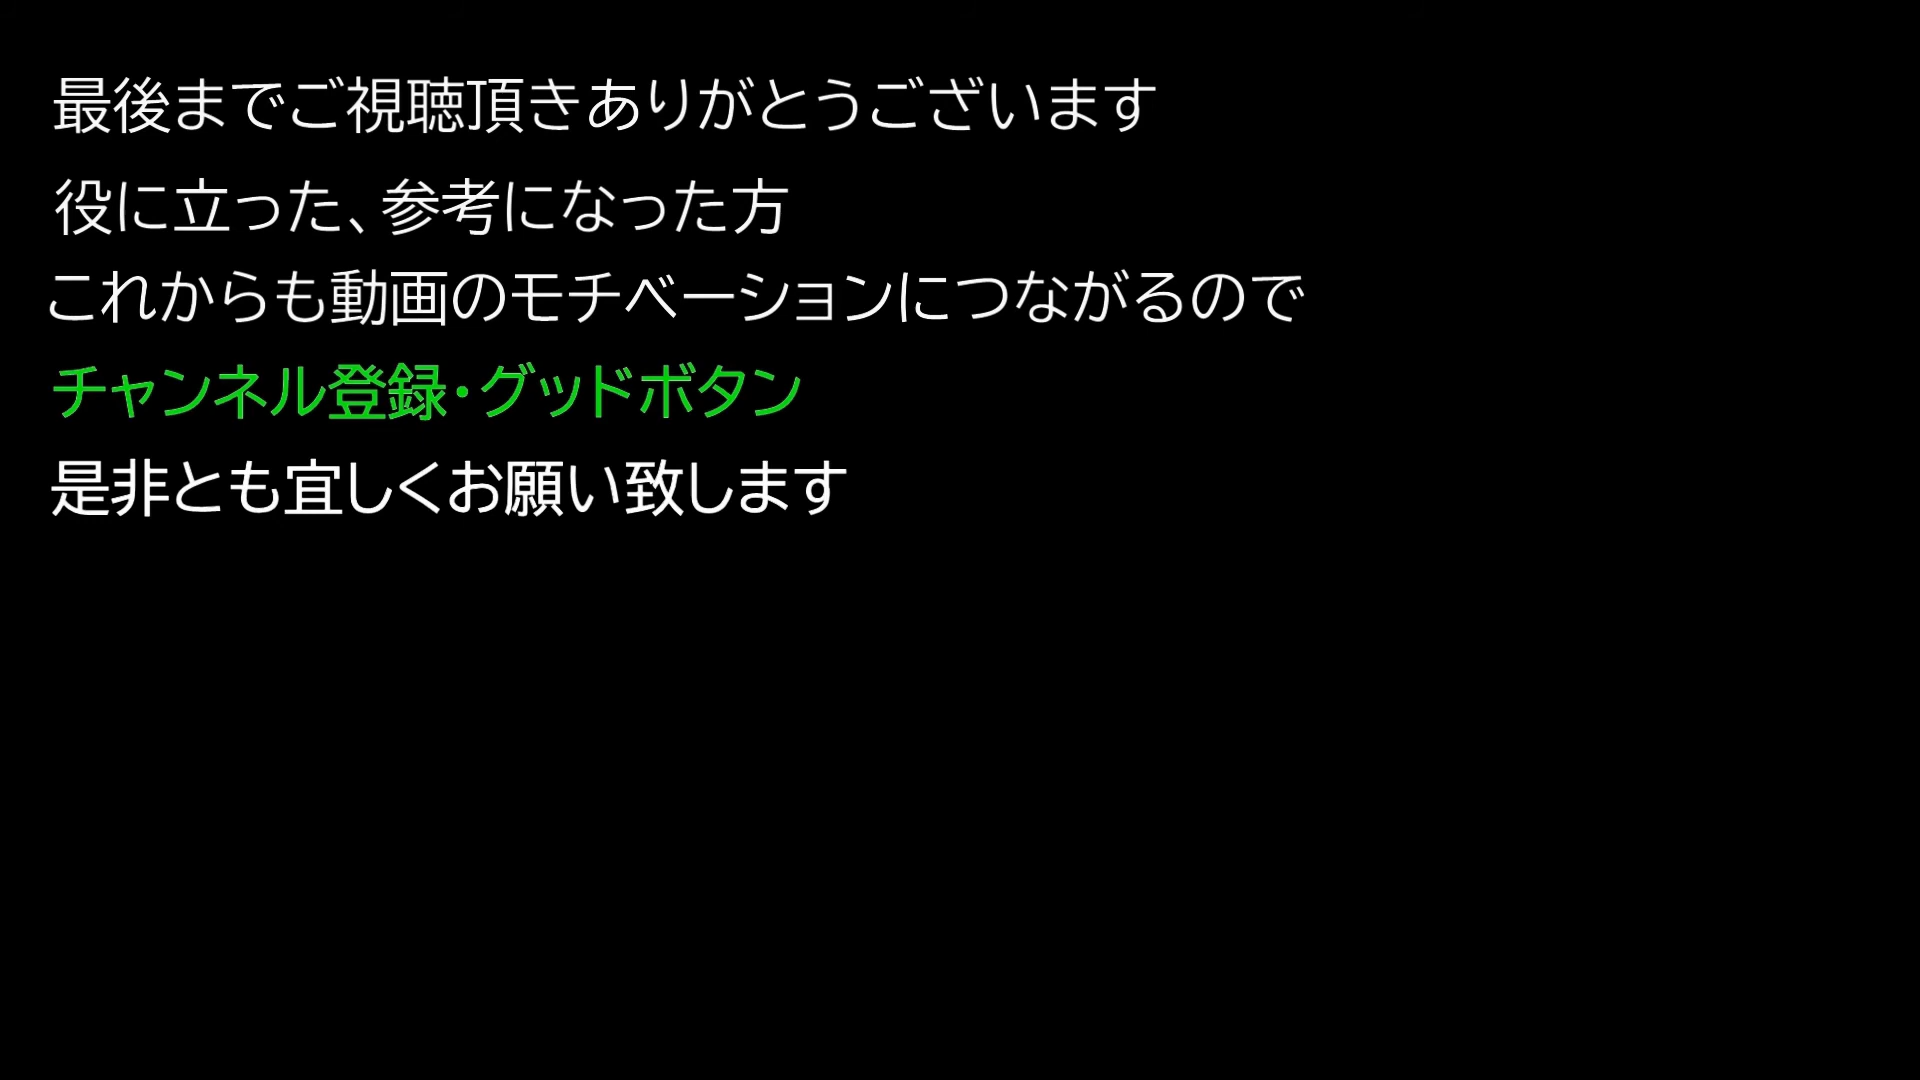 最後までご視聴頂きありがとうございます
役に立った、参考になった方
これからも動画のモチベーションにつながるので
チャンネル登録・グッドボタン
是非とも宜しくお願い致します